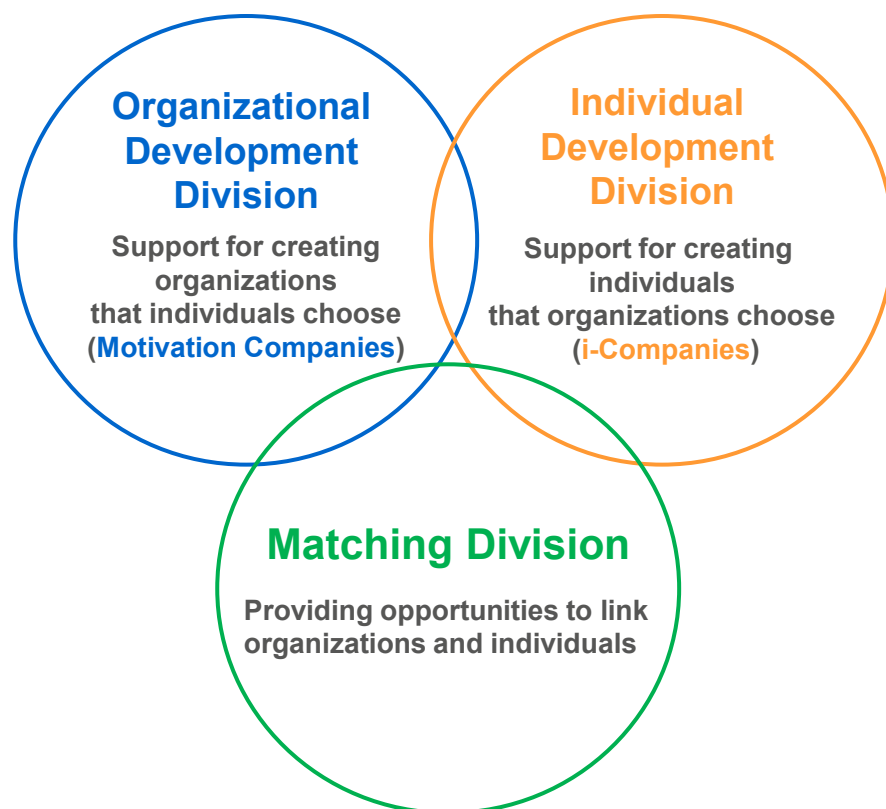 Organizational
Development
Division
Support for creating
organizations
that individuals choose
(Motivation Companies)
Individual
Development
Division
Support for creating
individuals
that organizations choose
(i-Companies)
Matching Division
Providing opportunities to link
organizations and individuals